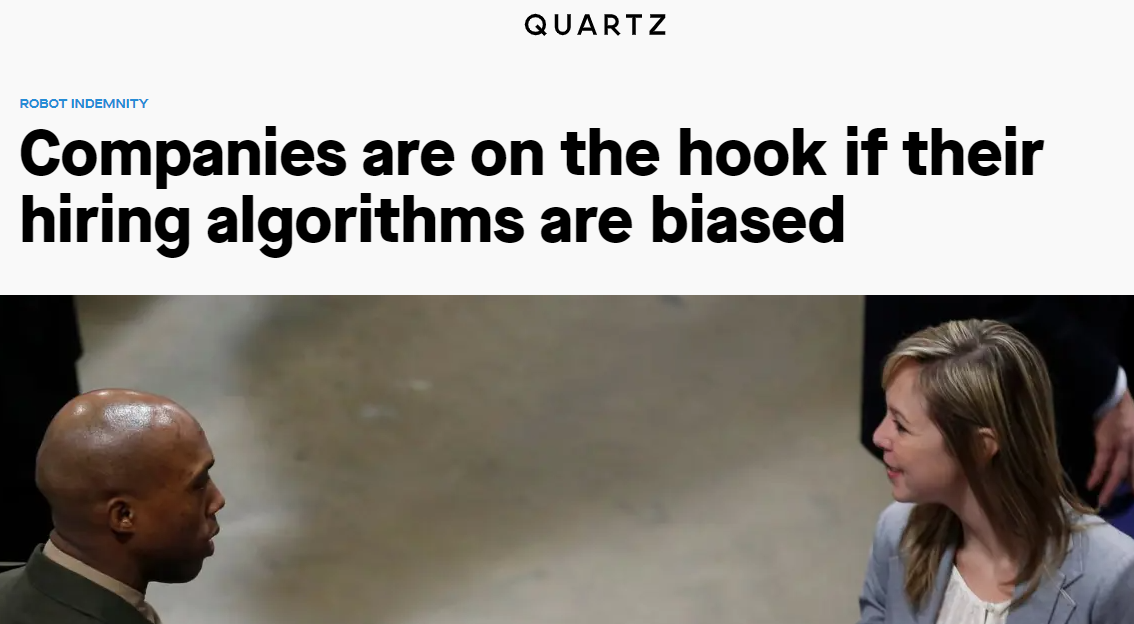 QUARTZ
ROBOT INDEMNITY
Companies are on the hook if their
hiring algorithms are biased